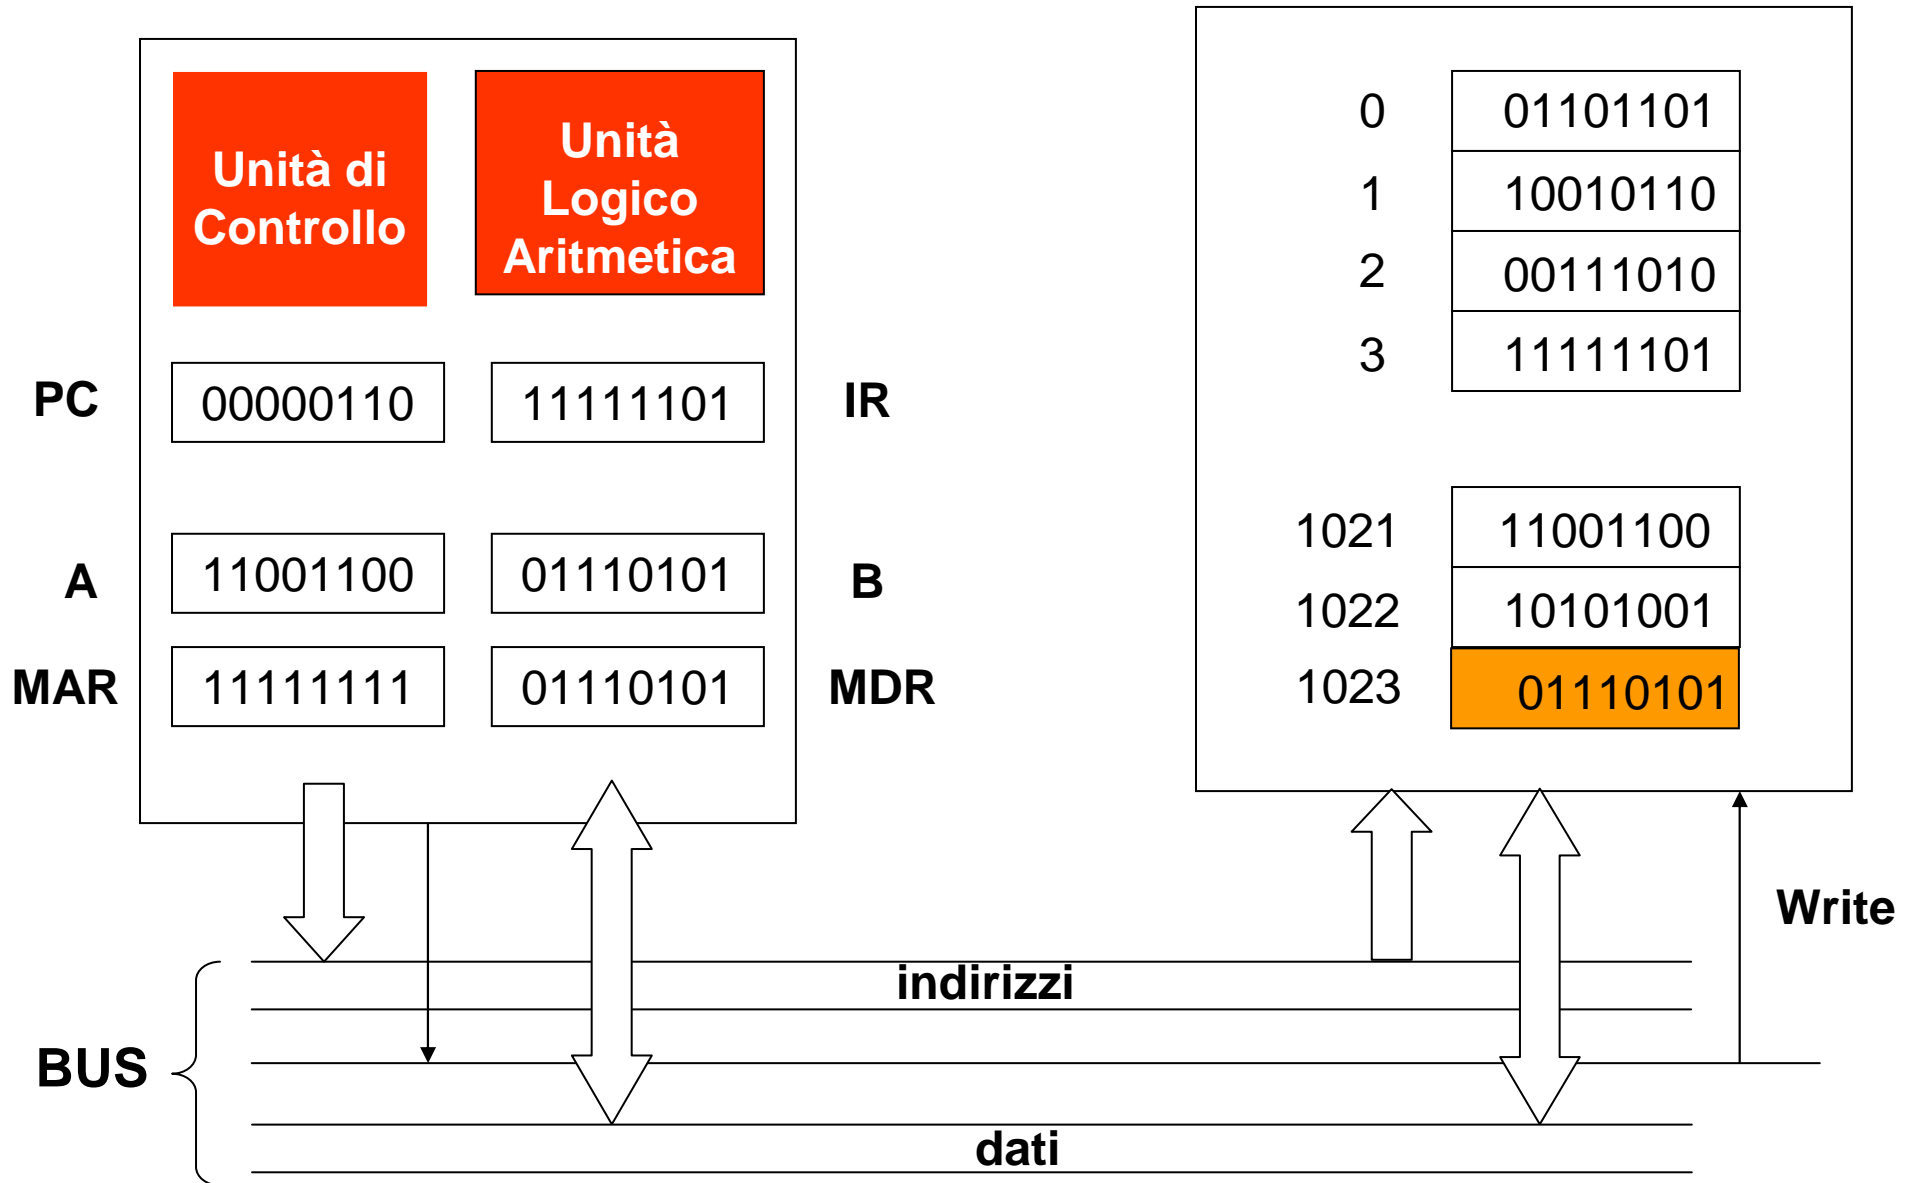 Unità di
Controllo
Unità
Logico
Aritmetica
PC 00000110 11111101 IR
A 11001100 01110101 B
MAR 11111111 01110101 MDR
0 01101101
1 10010110
2 00111010
3 11111101
1021 11001100
1022 10101001
1023 01110101
Write
BUS
indirizzi
dati